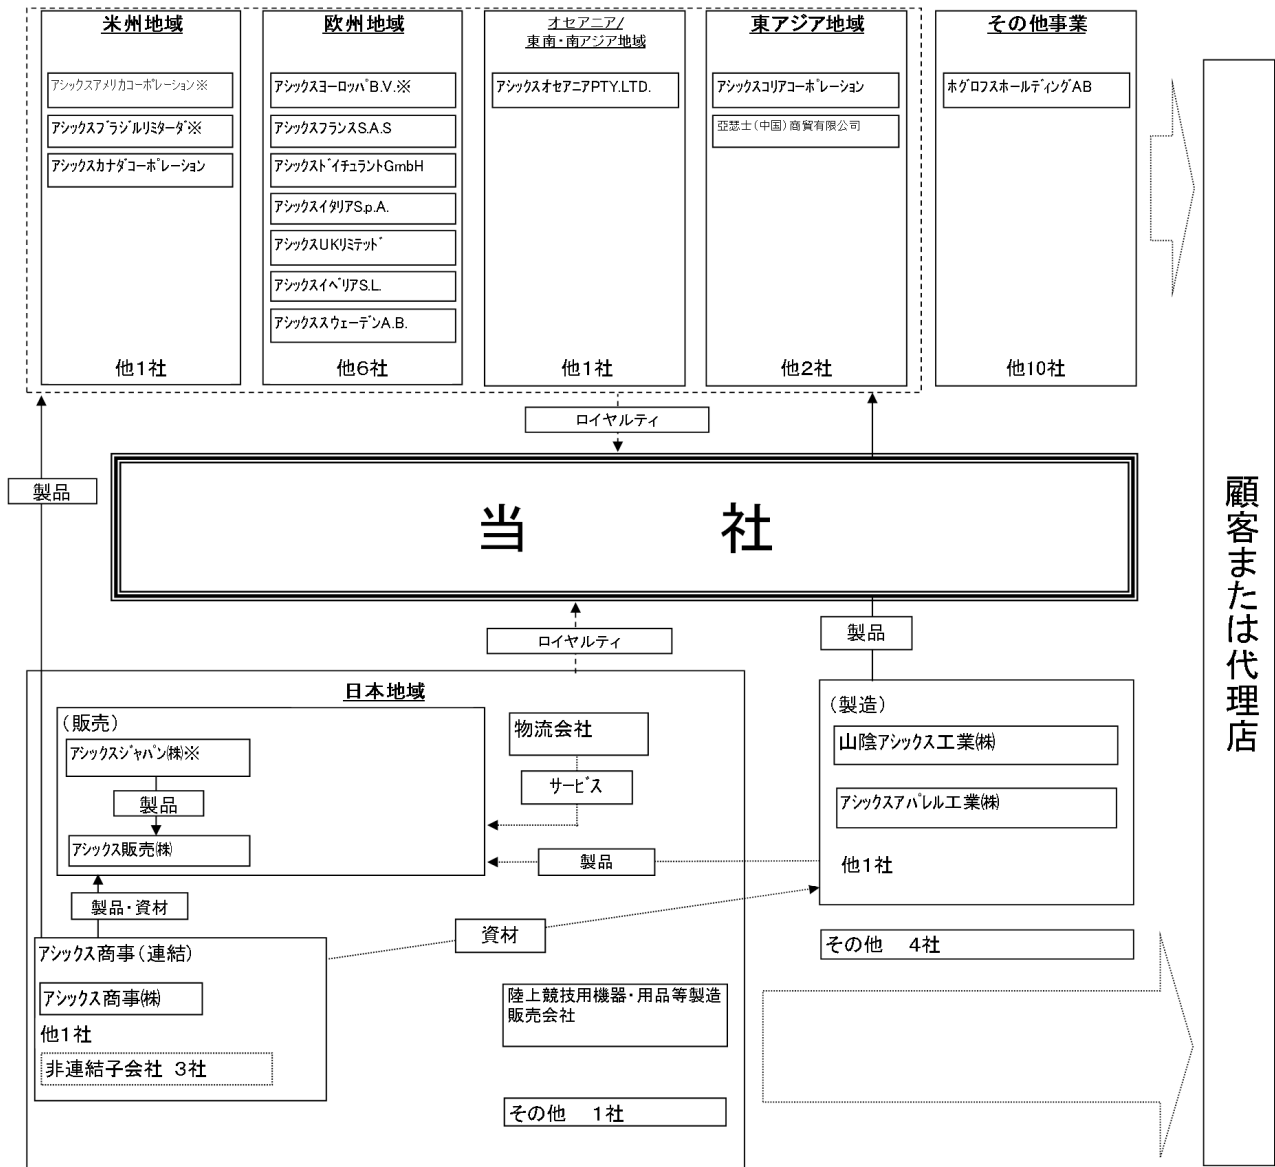 米州地域
アシックスアメリカコーポレーション※
アシックスブラジルリミターダ※
アシックスカナダコーポレーション
他1社
欧州地域
アシックスヨーロッパB.V.※
アシックスフランスS.A.S
アシックスドイチュラントGmbH
アシックスイタリアS.p.A.
アシックスUKリミテッド
アシックスイベリアS.L.
アシックススウェーデンA.B.
他6社
オセアニア/
東南・南アジア地域
アシックスオセアニアPTY.LTD.
他1社
東アジア地域
アシックスコリアコーポレーション
亞瑟士(中国)商貿有限公司
他2社
その他事業
ホグロフスホールディングAB
他10社
ロイヤルティ
製品
当 社
顧客または代理店
ロイヤルティ
製品
日本地域
(販売)
アシックスジャパン㈱※
製品
アシックス販売㈱
物流会社
サービス
製品
(製造)
山陰アシックス工業㈱
アシックスアパレル工業㈱
他1社
製品・資材
資材
その他 4社
アシックス商事(連結)
アシックス商事㈱
他1社
非連結子会社 3社
陸上競技用機器・用品等製造
販売会社
その他 1社